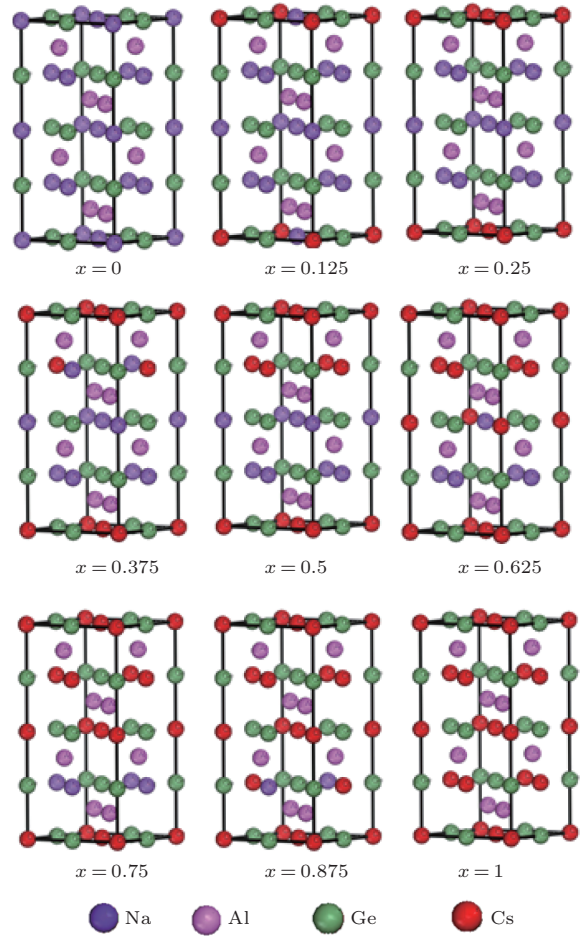 x = 0 x = 0.125 x = 0.25
x = 0.375 x = 0.5 x = 0.625
x = 0.75 x = 0.875 x = 1
Na Al Ge Cs